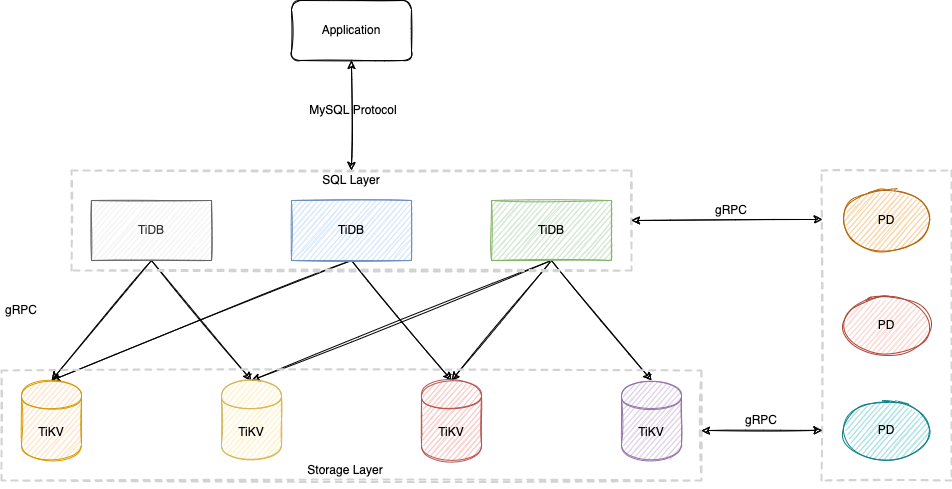 Application
MySQL Protocol
SQL Layer
TiDB
TiDB
TiDB
gRPC
PD
gRPC
PD
TiKV
TiKV
TiKV
TiKV
gRPC
PD
Storage Layer